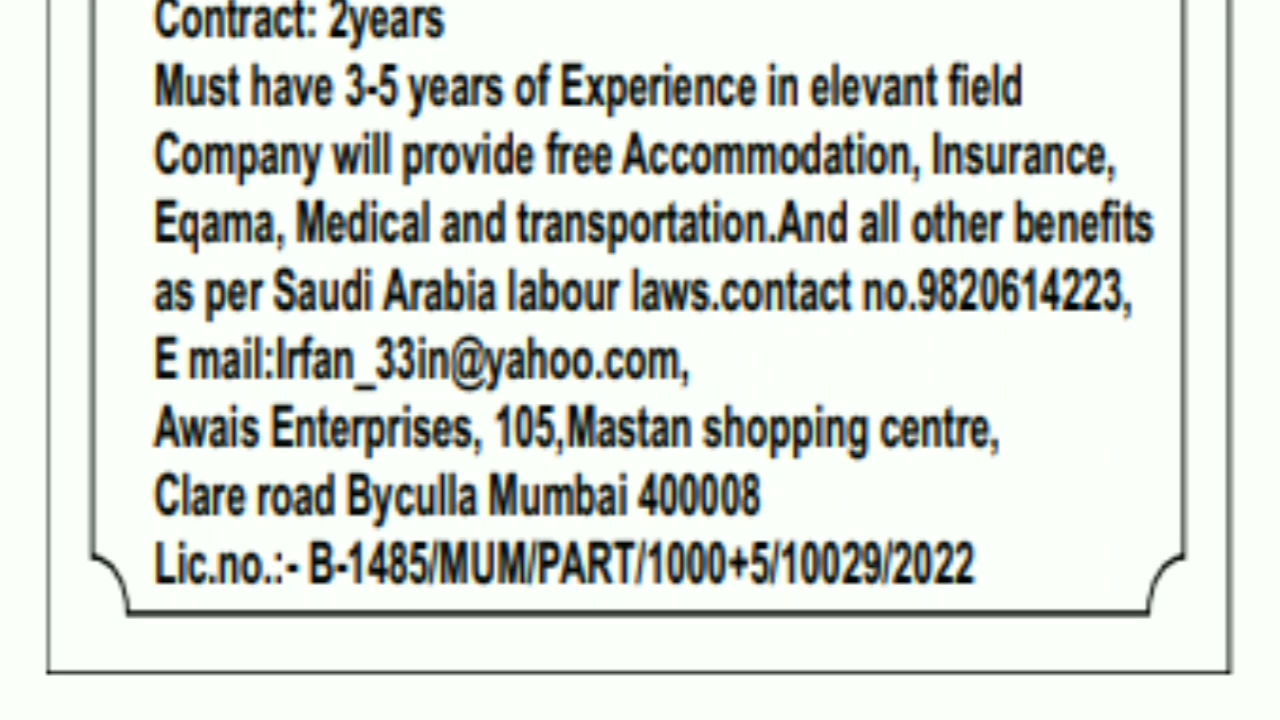 Contract: 2years
Must have 3-5 years of Experience in elevant field
Company will provide free Accommodation, Insurance,
Eqama, Medical and transportation.And all other benefits
as per Saudi Arabia labour laws.contact no.9820614223,
E mail:Irfan_33in@yahoo.com,
Awais Enterprises, 105,Mastan shopping centre,
Clare road Byculla Mumbai 400008
Lic.no.:- B-1485/MUM/PART/1000+5/10029/2022